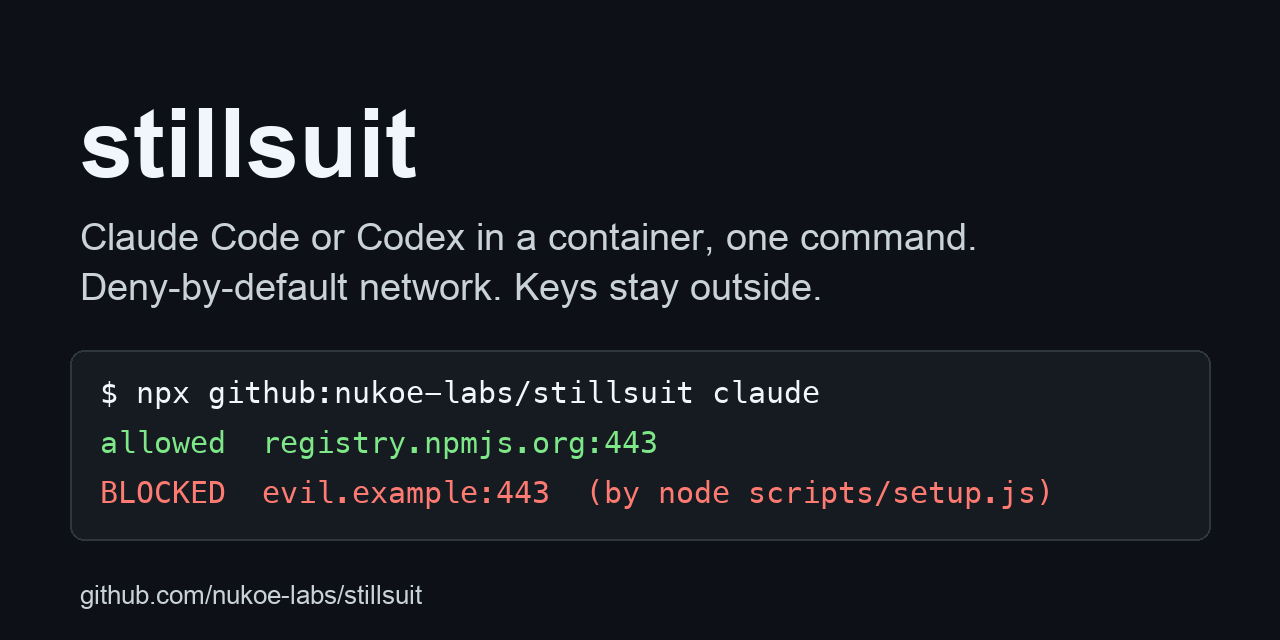 stillsuit
Claude Code or Codex in a container, one command.
Deny-by-default network. Keys stay outside.
$ npx github:nukoe-labs/stillsuit claude
allowed  registry.npmjs.org:443
BLOCKED  evil.example:443  (by node scripts/setup.js)
github.com/nukoe-labs/stillsuit